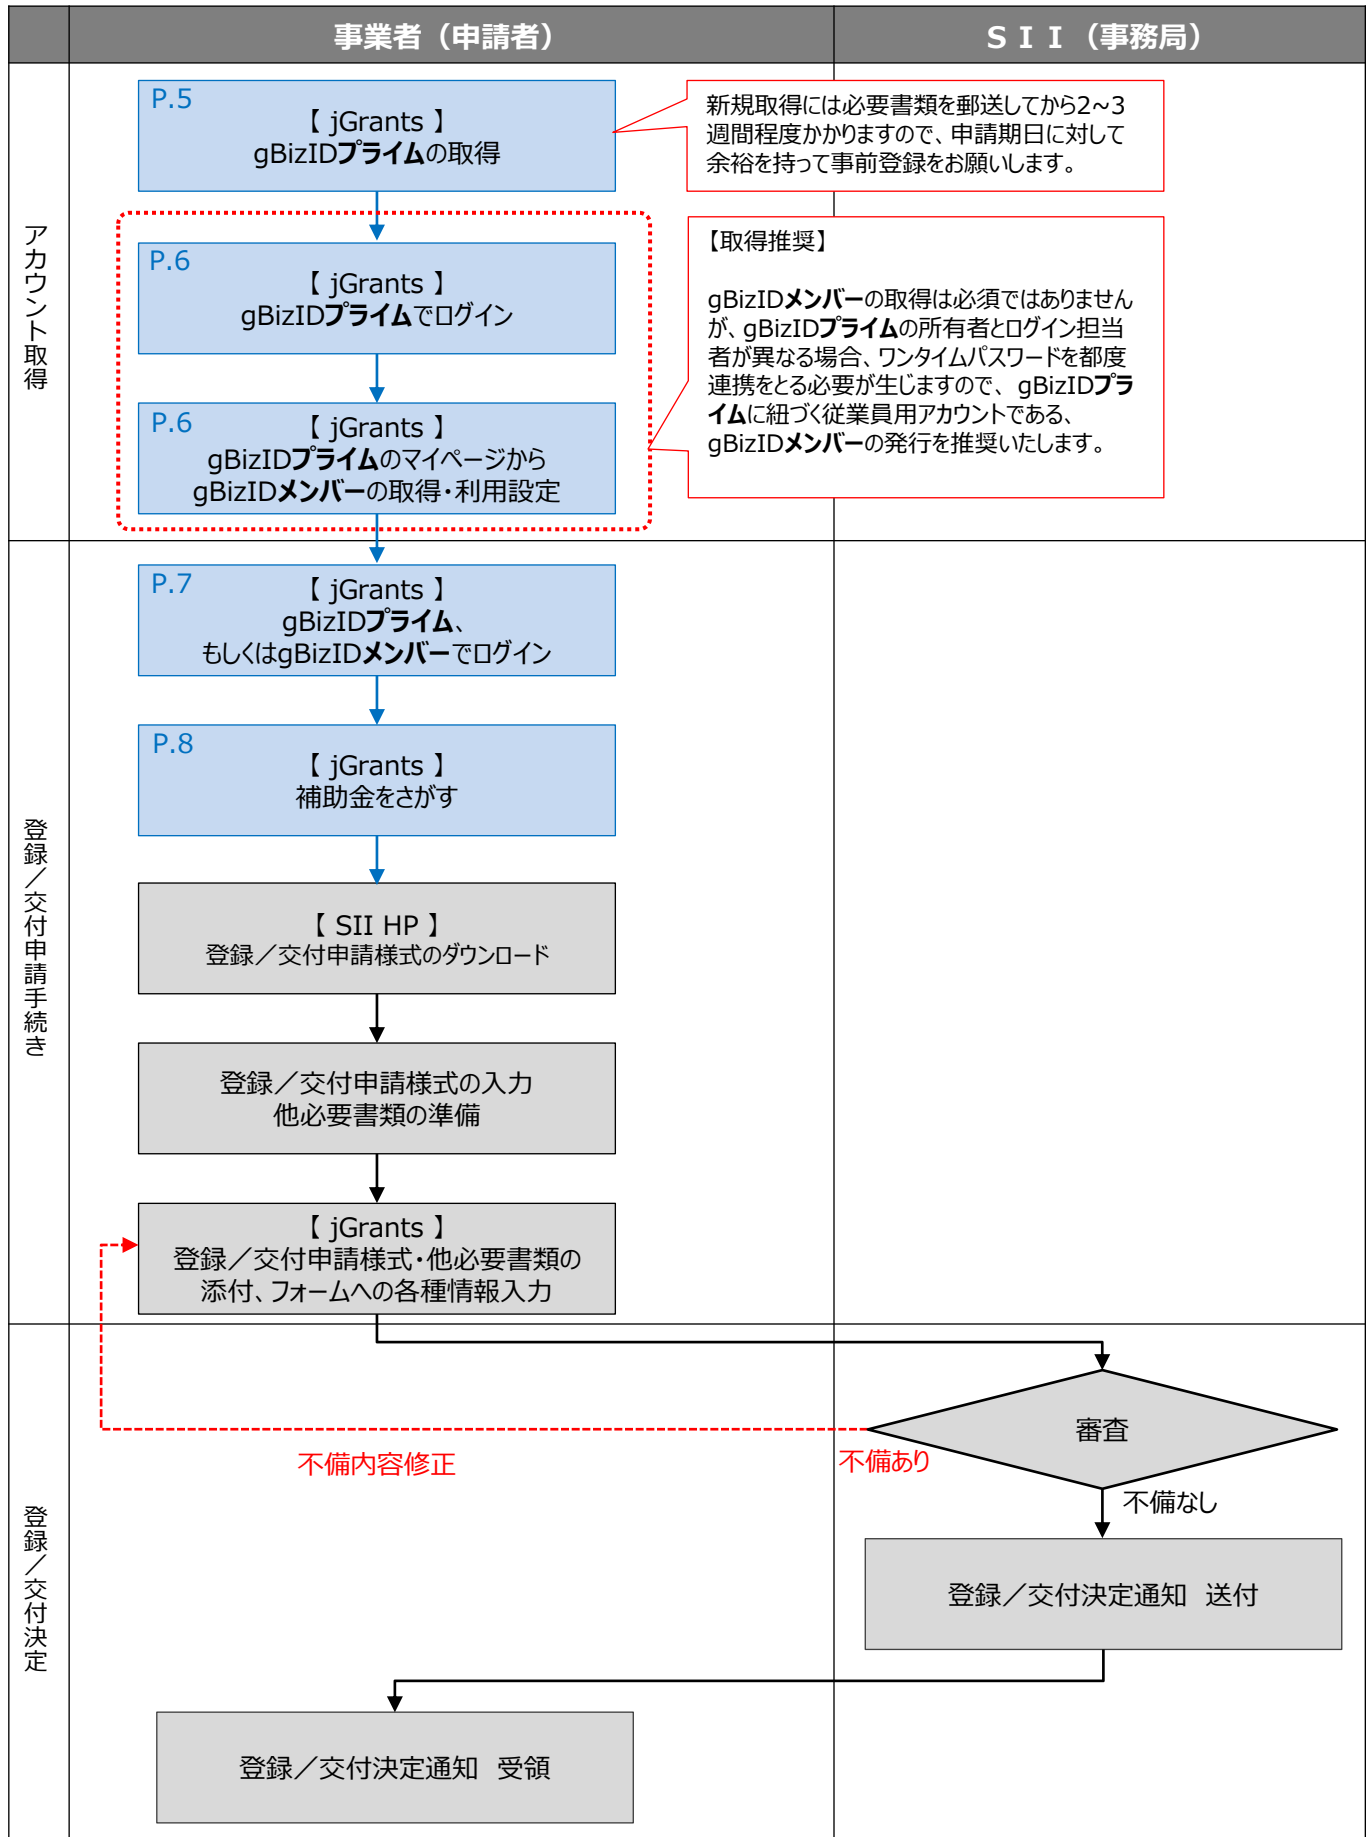 事業者（申請者）
ＳＩＩ（事務局）
アカウント取得
P.5
【 jGrants 】
gBizIDプライムの取得
新規取得には必要書類を郵送してから2~3
週間程度かかりますので、申請期日に対して
余裕を持って事前登録をお願いします。
P.6
【 jGrants 】
gBizIDプライムでログイン
【取得推奨】
gBizIDメンバーの取得は必須ではありません
が、gBizIDプライムの所有者とログイン担当
者が異なる場合、ワンタイムパスワードを都度
連携をとる必要が生じますので、gBizIDプラ
イムに紐づく従業員用アカウントである、
gBizIDメンバーの発行を推奨いたします。
P.6
【 jGrants 】
gBizIDプライムのマイページから
gBizIDメンバーの取得・利用設定
登録／交付申請手続き
P.7
【 jGrants 】
gBizIDプライム、
もしくはgBizIDメンバーでログイン
P.8
【 jGrants 】
補助金をさがす
【 SII HP 】
登録／交付申請様式のダウンロード
登録／交付申請様式の入力
他必要書類の準備
【 jGrants 】
登録／交付申請様式・他必要書類の
添付、フォームへの各種情報入力
登録／交付決定
審査
不備内容修正
不備あり
不備なし
登録／交付決定通知　送付
登録／交付決定通知　受領